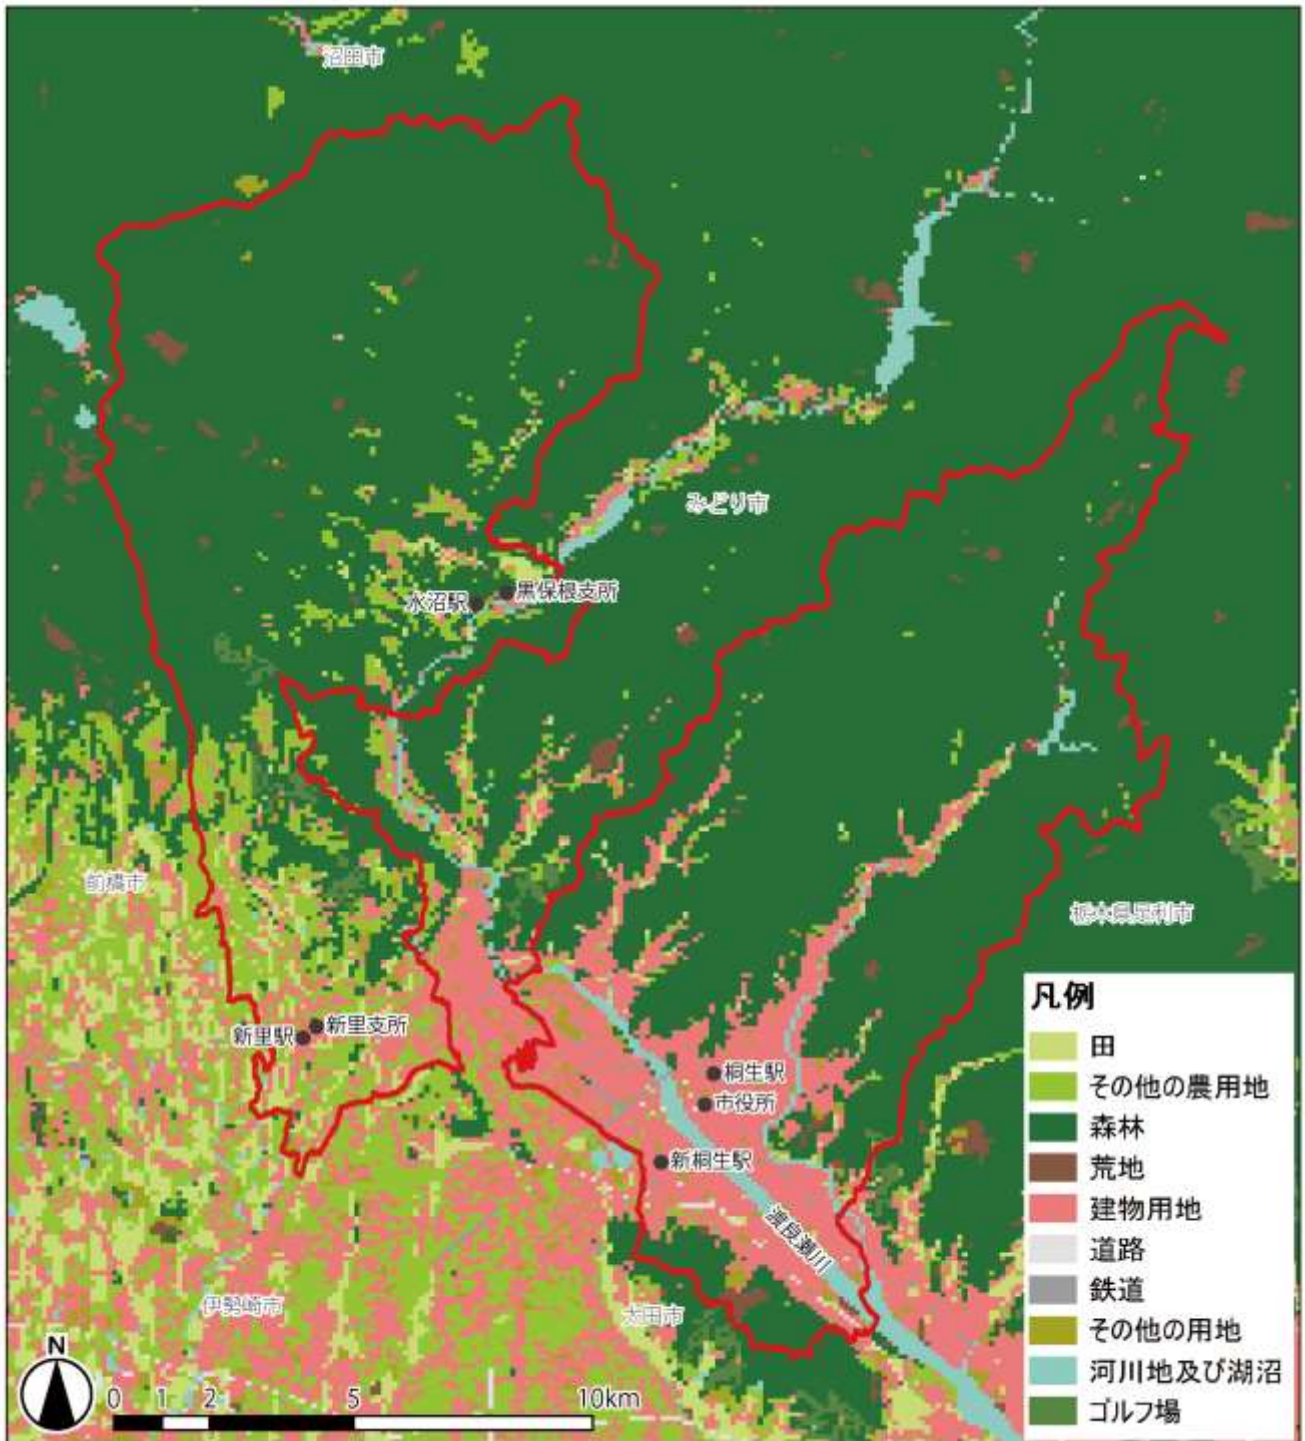 沼田市
みどり市
黒保根支所
水沼駅
前橋市
栃木県足利市
新里支所
新里駅
桐生駅
市役所
新桐生駅
渡良瀬川
伊勢崎市
太田市
凡例
田
その他の農用地
森林
荒地
建物用地
道路
鉄道
その他の用地
河川地及び湖沼
ゴルフ場
N
0 1 2 5 10km